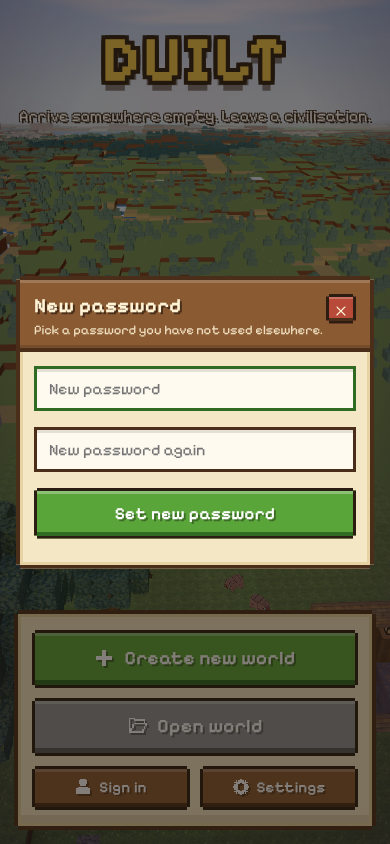 DUILT
Arrive somewhere empty. Leave a civilisation.
New password
Pick a password you have not used elsewhere.
New password
New password again
Set new password
Create new world
Open world
Sign in
Settings